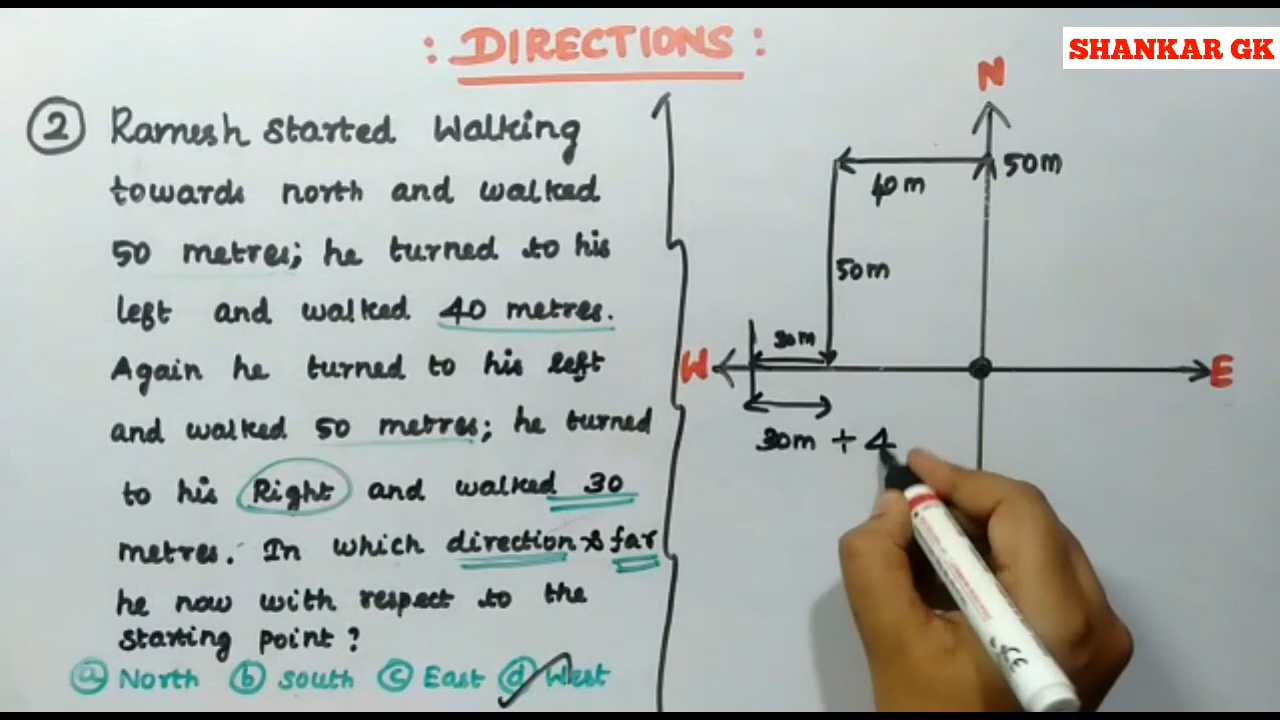 : DIRECTIONS :
SHANKAR GK
② Ramesh started Walking
towards north and walked
50 metres; he turned to his
left and walked 40 metres.
Again he turned to his left
and walked 50 metres; he turned
to his Right and walked 30
metres. In which direction & far
he now with respect to the
starting point?
ⓐ North ⓑ south ⓒ East ⓓ West
N
50m
40m
50m
30m
W
E
30m + 4